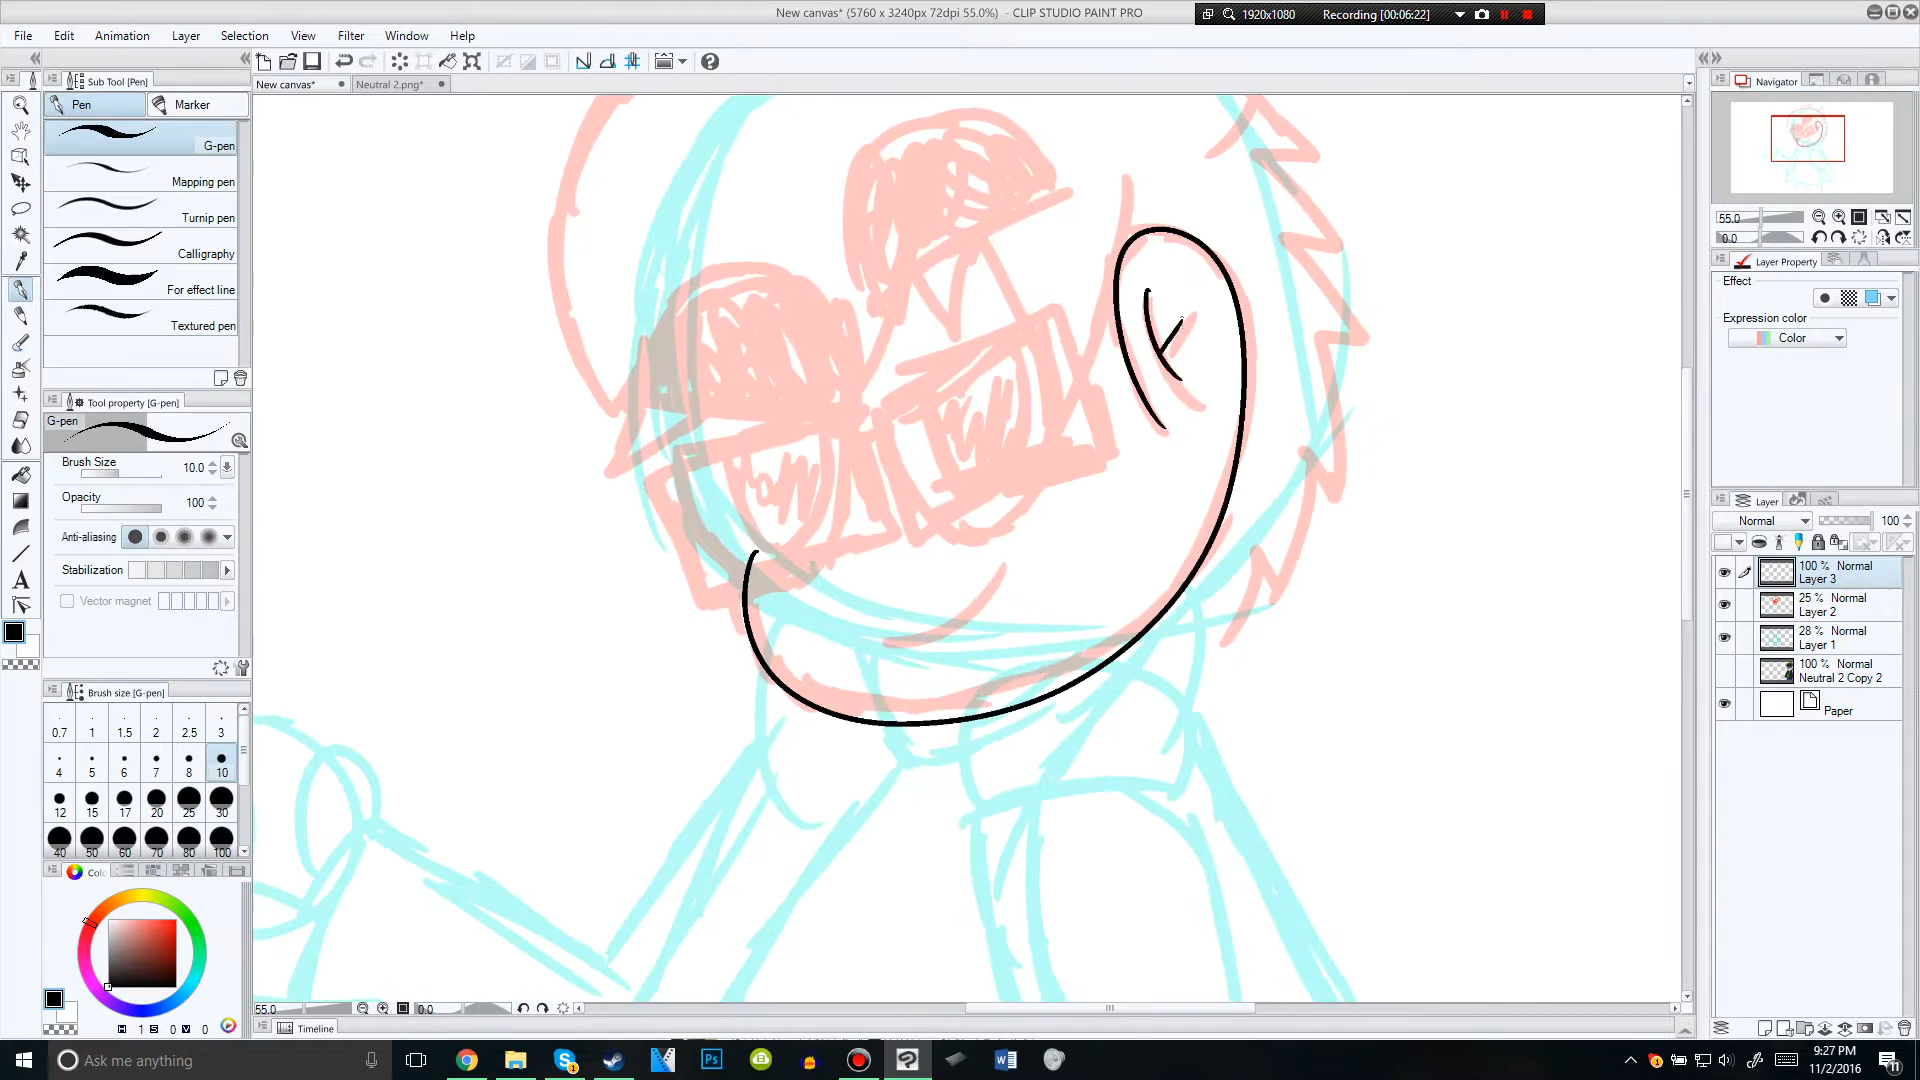 New canvas* (5760 x 3240px 72dpi 55.0%) - CLIP STUDIO PAINT PRO
1920x1080
Recording [00:06:22]
File Edit Animation Layer Selection View Filter Window Help
Sub Tool [Pen]
New canvas*
Neutral 2.png*
Navigator
Pen
Marker
G-pen
Mapping pen
Turnip pen
Calligraphy
For effect line
Textured pen
55.0
0.0
Layer Property
Effect
Expression color
Color
Tool property [G-pen]
G-pen
Brush Size 10.0
Opacity 100
Anti-aliasing
Stabilization
Vector magnet
Layer
Normal 100
100 % Normal
Layer 3
25 % Normal
Layer 2
28 % Normal
Layer 1
100 % Normal
Neutral 2 Copy 2
Paper
Brush size [G-pen]
0.7 1 1.5 2 2.5 3
4 5 6 7 8 10
12 15 17 20 25 30
40 50 60 70 80 100
Colo
H 1 S 0 V 0
55.0
0.0
Timeline
Ask me anything
9:27 PM
11/2/2016
11